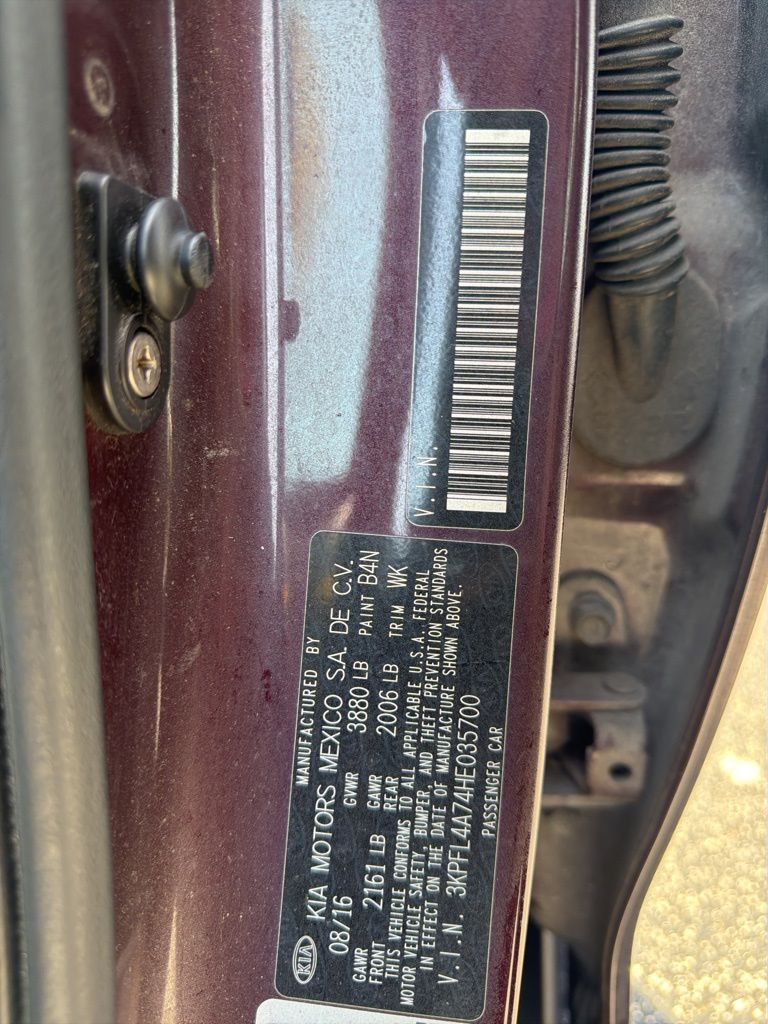 V.I.N.
KIA
MANUFACTURED BY
KIA MOTORS MEXICO S.A. DE C.V.
08/16 GVWR 3880 LB PAINT B4N
GAWR FRONT 2161 LB GAWR REAR 2006 LB TRIM WK
THIS VEHICLE CONFORMS TO ALL APPLICABLE U.S.A. FEDERAL
MOTOR VEHICLE SAFETY, BUMPER, AND THEFT PREVENTION STANDARDS
IN EFFECT ON THE DATE OF MANUFACTURE SHOWN ABOVE.
V.I.N. 3KPFL4A74HE035700
PASSENGER CAR